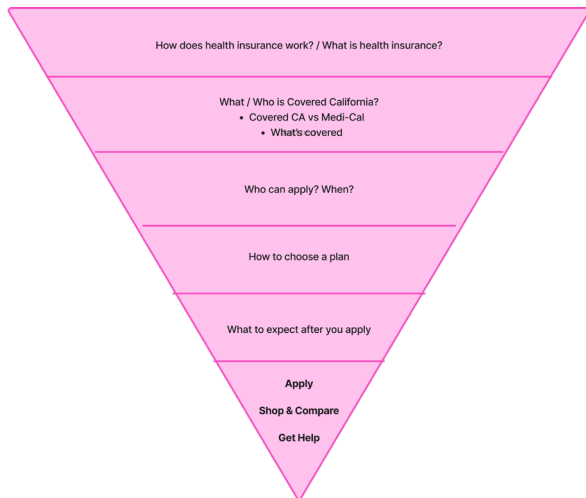 How does health insurance work? / What is health insurance?
What / Who is Covered California?
• Covered CA vs Medi-Cal
• What's covered
Who can apply? When?
How to choose a plan
What to expect after you apply
Apply
Shop & Compare
Get Help